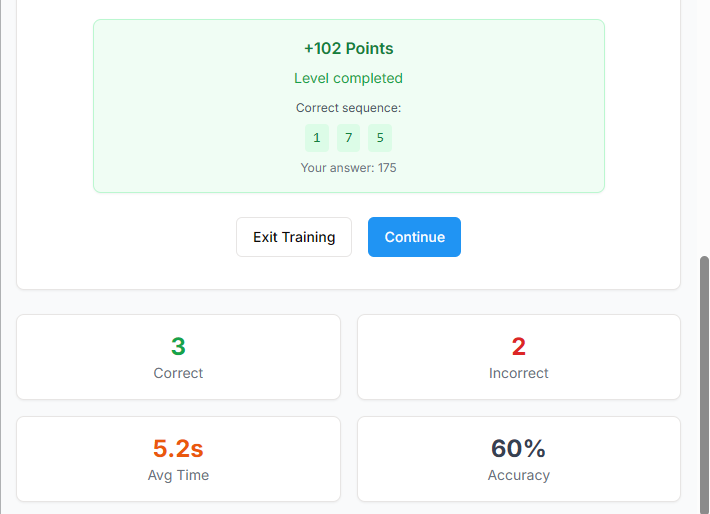 +102 Points
Level completed
Correct sequence:
1 7 5
Your answer: 175
Exit Training Continue
3 2
Correct Incorrect
5.2s 60%
Avg Time Accuracy